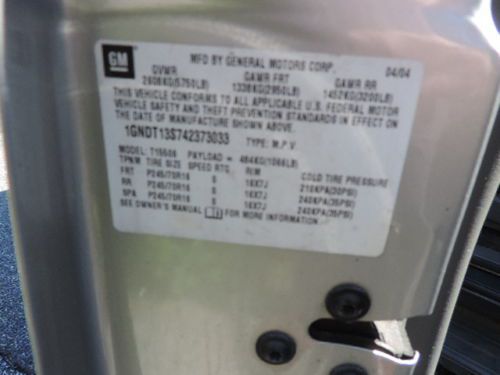 GM
MFD BY GENERAL MOTORS CORP. 04/04
GVWR GAWR FRT GAWR RR
2608KG(5750LB) 1338KG(2950LB) 1452KG(3200LB)
THIS VEHICLE CONFORMS TO ALL APPLICABLE U.S. FEDERAL MOTOR
VEHICLE SAFETY AND THEFT PREVENTION STANDARDS IN EFFECT ON
THE DATE OF MANUFACTURE SHOWN ABOVE.
1GNDT13S742373033 TYPE: M.P.V.
MODEL: T15506 PAYLOAD = 484KG(1066LB)
TPNM TIRE SIZE SPEED RTG RIM COLD TIRE PRESSURE
FRT P245/70R16 S 16X7J 210KPA(30PSI)
RR P245/70R16 S 16X7J 240KPA(35PSI)
SPA P245/70R16 S 16X7J 240KPA(35PSI)
SEE OWNER'S MANUAL FOR MORE INFORMATION